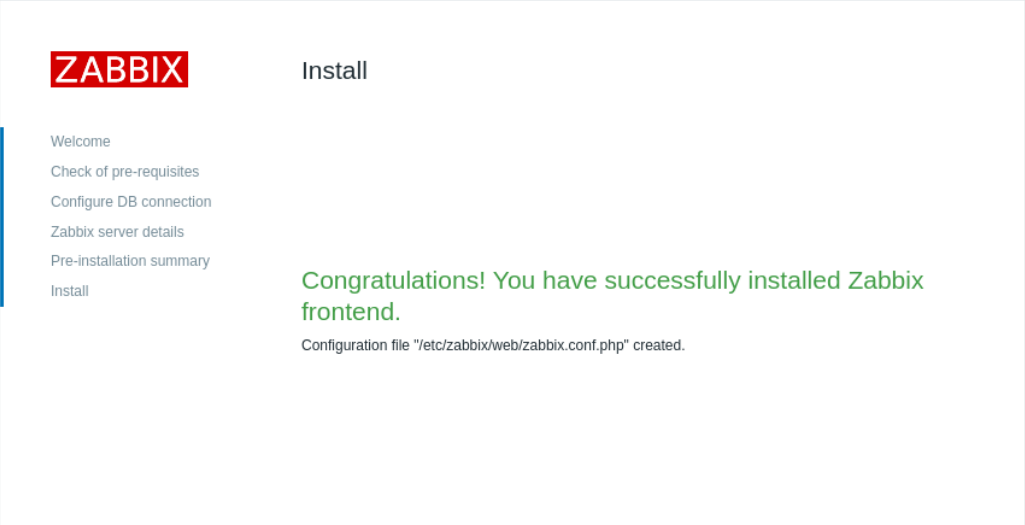 ZABBIX
Install
Welcome
Check of pre-requisites
Configure DB connection
Zabbix server details
Pre-installation summary
Install
Congratulations! You have successfully installed Zabbix
frontend.
Configuration file "/etc/zabbix/web/zabbix.conf.php" created.